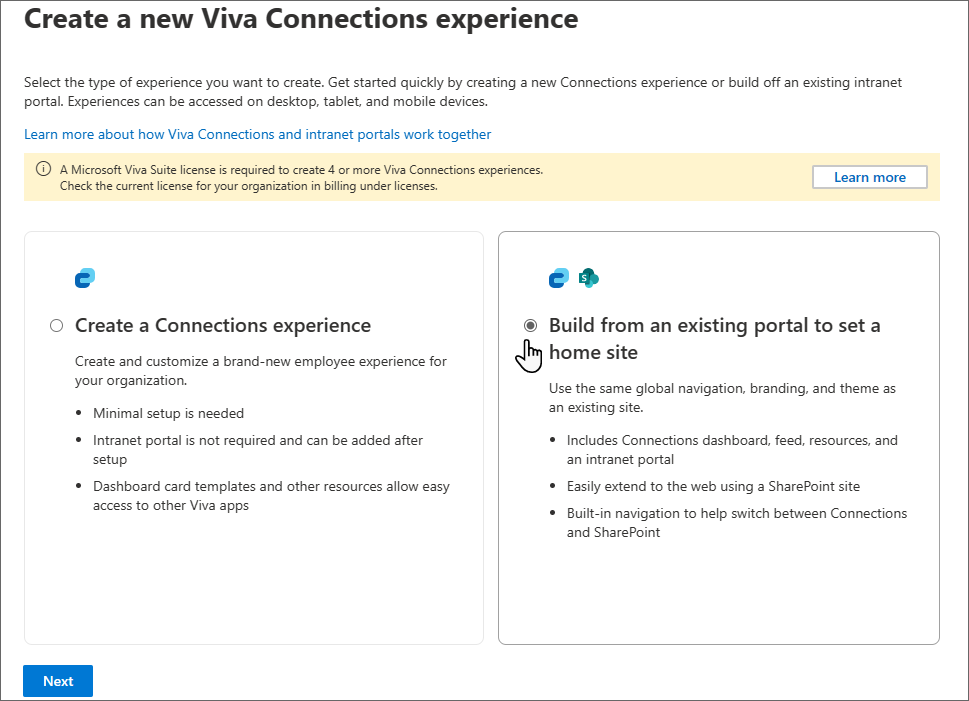 Create a new Viva Connections experience
Select the type of experience you want to create. Get started quickly by creating a new Connections experience or build off an existing intranet
portal. Experiences can be accessed on desktop, tablet, and mobile devices.
Learn more about how Viva Connections and intranet portals work together
A Microsoft Viva Suite license is required to create 4 or more Viva Connections experiences.
Check the current license for your organization in billing under licenses.
Learn more
Create a Connections experience
Create and customize a brand-new employee experience for
your organization.
• Minimal setup is needed
• Intranet portal is not required and can be added after
setup
• Dashboard card templates and other resources allow easy
access to other Viva apps
S
Build from an existing portal to set a
home site
Use the same global navigation, branding, and theme as
an existing site.
• Includes Connections dashboard, feed, resources, and
an intranet portal
• Easily extend to the web using a SharePoint site
• Built-in navigation to help switch between Connections
and SharePoint
Next